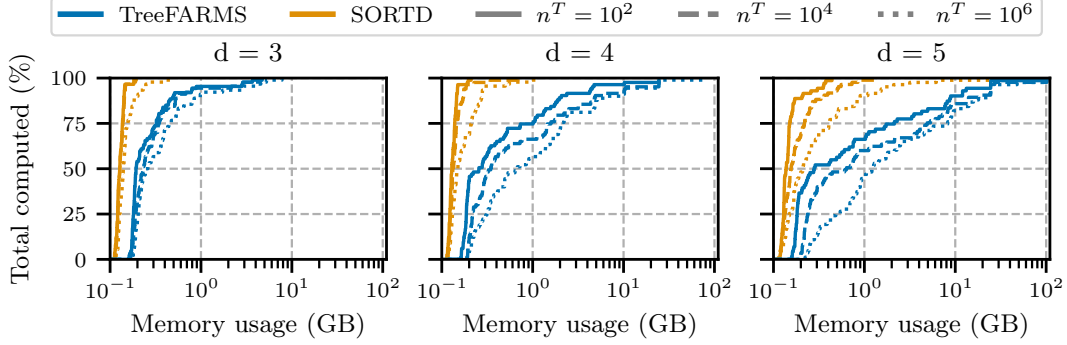 TreeFARMS SORTD n^T = 10^2 n^T = 10^4 n^T = 10^6
d = 3 d = 4 d = 5
Total computed (%)
100
75
50
25
0
10^−1 10^0 10^1 10^2 10^−1 10^0 10^1 10^2 10^−1 10^0 10^1 10^2
Memory usage (GB) Memory usage (GB) Memory usage (GB)